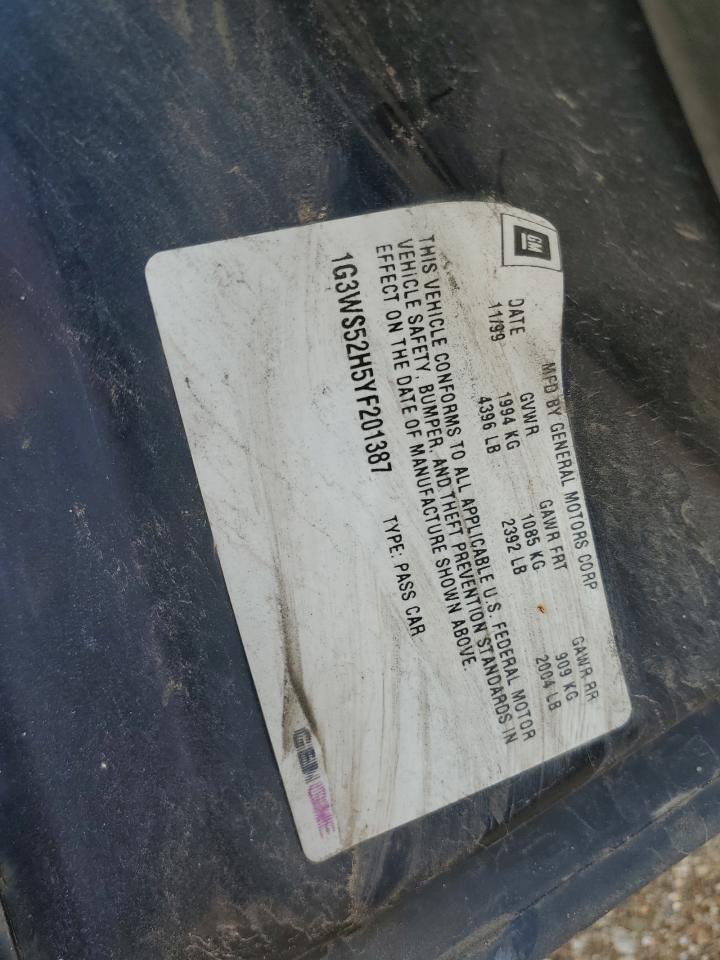 GM
MFD BY GENERAL MOTORS CORP
DATE GVWR GAWR FRT GAWR RR
11/99 1994 KG 1085 KG 909 KG
4396 LB 2392 LB 2004 LB
THIS VEHICLE CONFORMS TO ALL APPLICABLE U.S. FEDERAL MOTOR
VEHICLE SAFETY, BUMPER, AND THEFT PREVENTION STANDARDS IN
EFFECT ON THE DATE OF MANUFACTURE SHOWN ABOVE.
1G3WS52H5YF201387 TYPE: PASS CAR